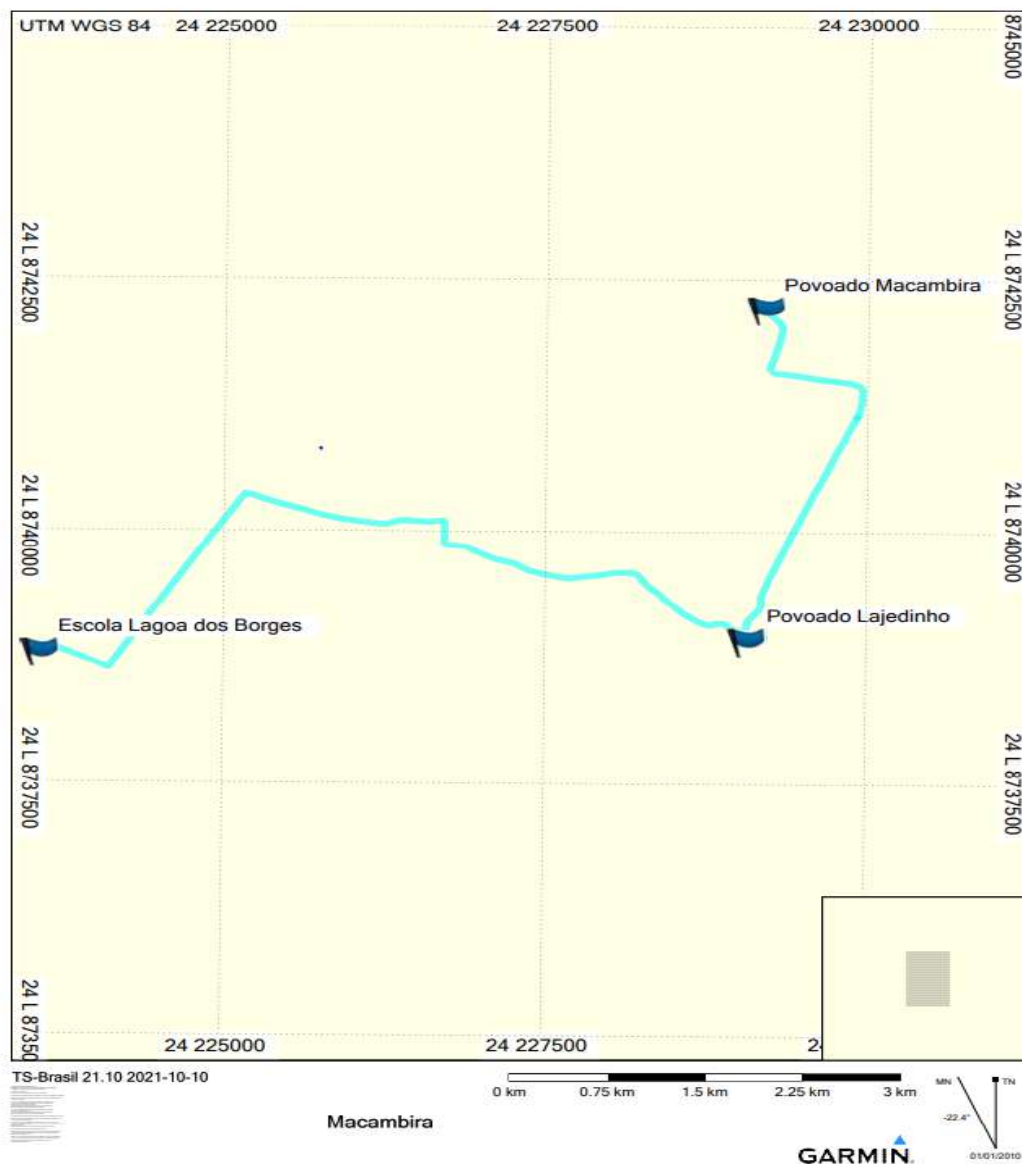 UTM WGS 84
24 225000
24 227500
24 230000
8745000
24 L 8742500
24 L 8742500
Povoado Macambira
24 L 8740000
24 L 8740000
Escola Lagoa dos Borges
Povoado Lajedinho
24 L 8737500
24 L 8737500
24 L 87350
24 225000
24 227500
24
TS-Brasil 21.10 2021-10-10
0 km
0.75 km
1.5 km
2.25 km
3 km
MN
TN
-22.4°
Macambira
GARMIN.
01/01/2010